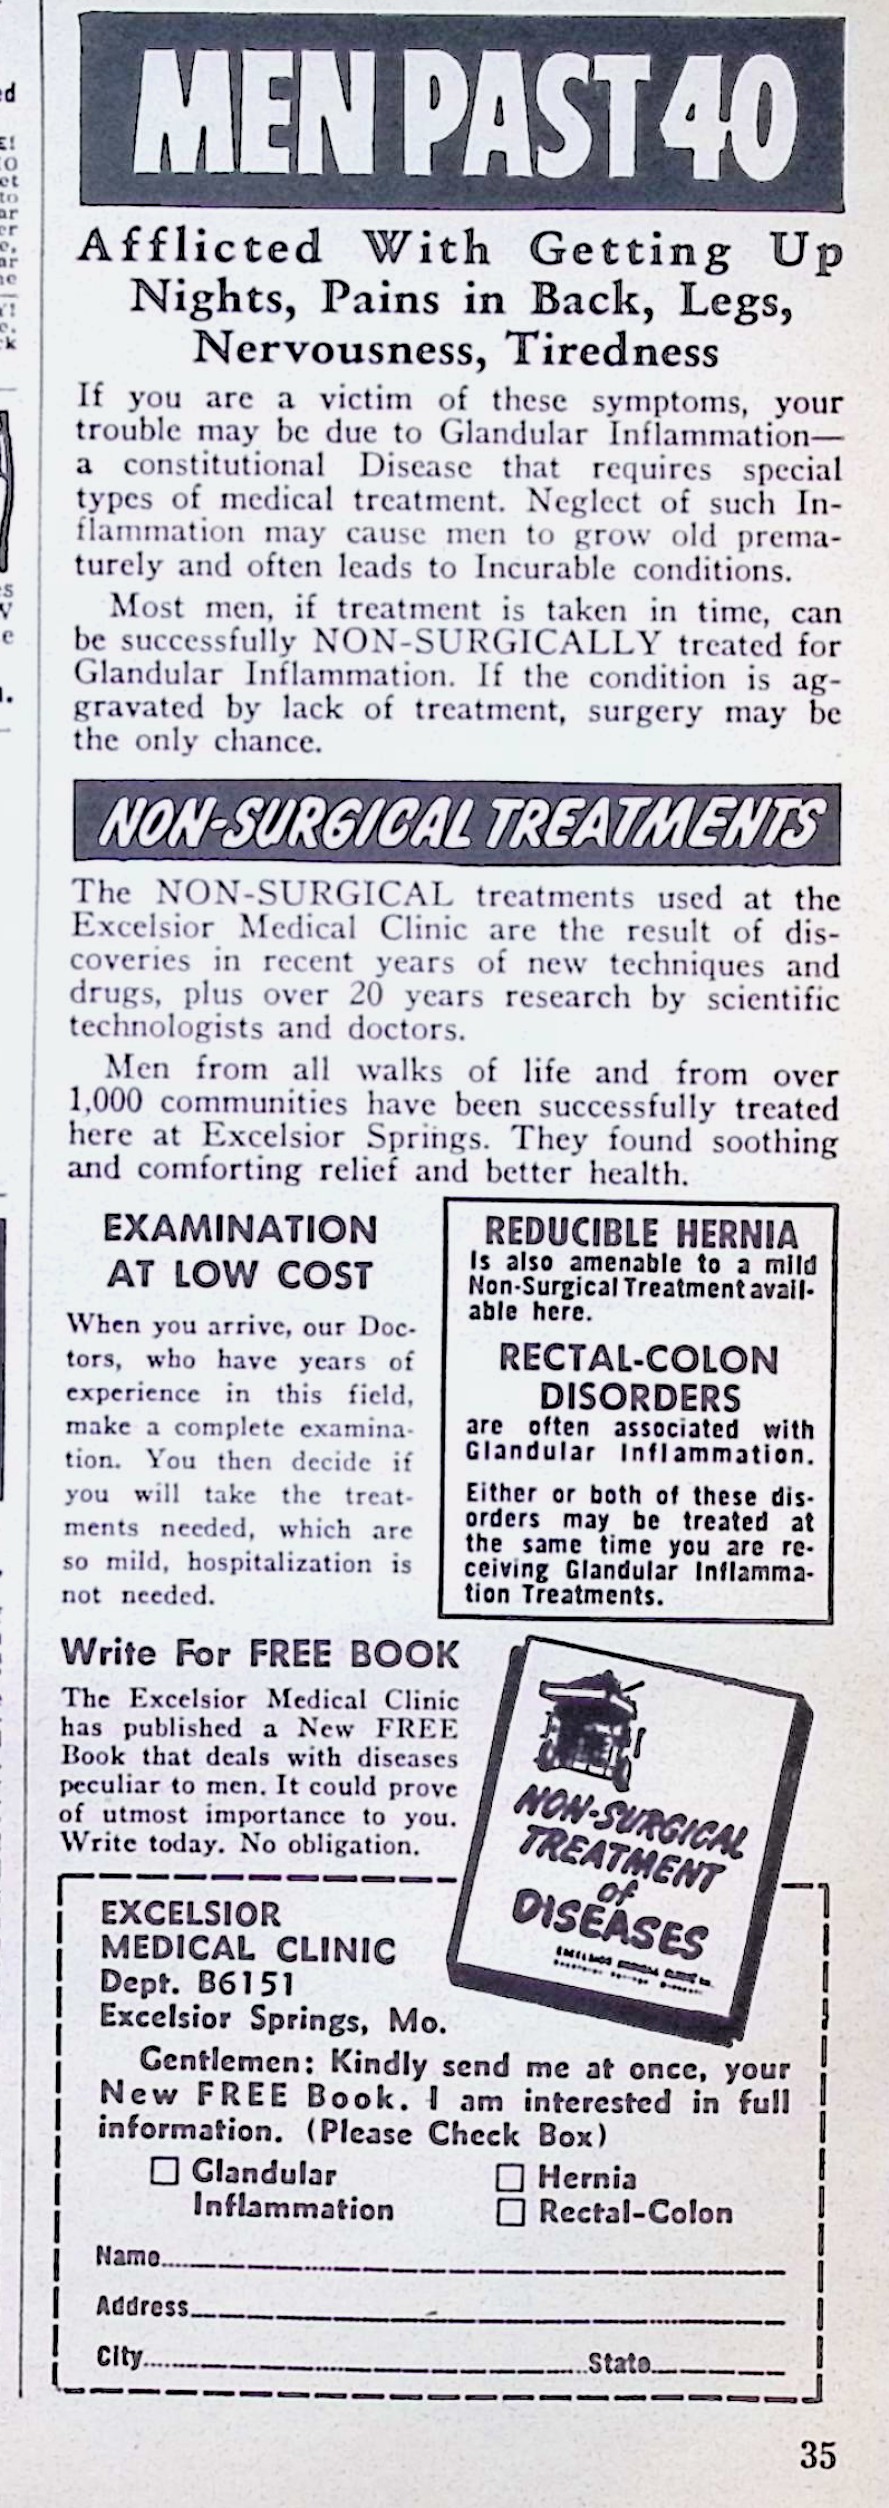 MEN PAST 40
Afflicted With Getting Up
Nights, Pains in Back, Legs,
Nervousness, Tiredness
If you are a victim of these symptoms, your
trouble may be due to Glandular Inflammation—
a constitutional Disease that requires special
types of medical treatment. Neglect of such In-
flammation may cause men to grow old prema-
turely and often leads to Incurable conditions.
Most men, if treatment is taken in time, can
be successfully NON-SURGICALLY treated for
Glandular Inflammation. If the condition is ag-
gravated by lack of treatment, surgery may be
the only chance.
NON-SURGICAL TREATMENTS
The NON-SURGICAL treatments used at the
Excelsior Medical Clinic are the result of dis-
coveries in recent years of new techniques and
drugs, plus over 20 years research by scientific
technologists and doctors.
Men from all walks of life and from over
1,000 communities have been successfully treated
here at Excelsior Springs. They found soothing
and comforting relief and better health.
EXAMINATION
AT LOW COST
When you arrive, our Doc-
tors, who have years of
experience in this field,
make a complete examina-
tion. You then decide if
you will take the treat-
ments needed, which are
so mild, hospitalization is
not needed.
REDUCIBLE HERNIA
Is also amenable to a mild
Non-Surgical Treatment avail-
able here.
RECTAL-COLON
DISORDERS
are often associated with
Glandular Inflammation.
Either or both of these dis-
orders may be treated at
the same time you are re-
ceiving Glandular Inflamma-
tion Treatments.
Write For FREE BOOK
The Excelsior Medical Clinic
has published a New FREE
Book that deals with diseases
peculiar to men. It could prove
of utmost importance to you.
Write today. No obligation.
NON-SURGICAL
TREATMENT
of
DISEASES
EXCELSIOR
MEDICAL CLINIC
Dept. B6151
Excelsior Springs, Mo.
Gentlemen: Kindly send me at once, your
New FREE Book. I am interested in full
information. (Please Check Box)
Glandular
Inflammation
Hernia
Rectal-Colon
Name
Address
City State
35